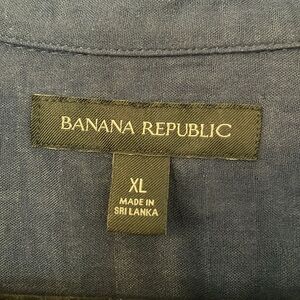 BANANA REPUBLIC
XL
MADE IN
SRI LANKA